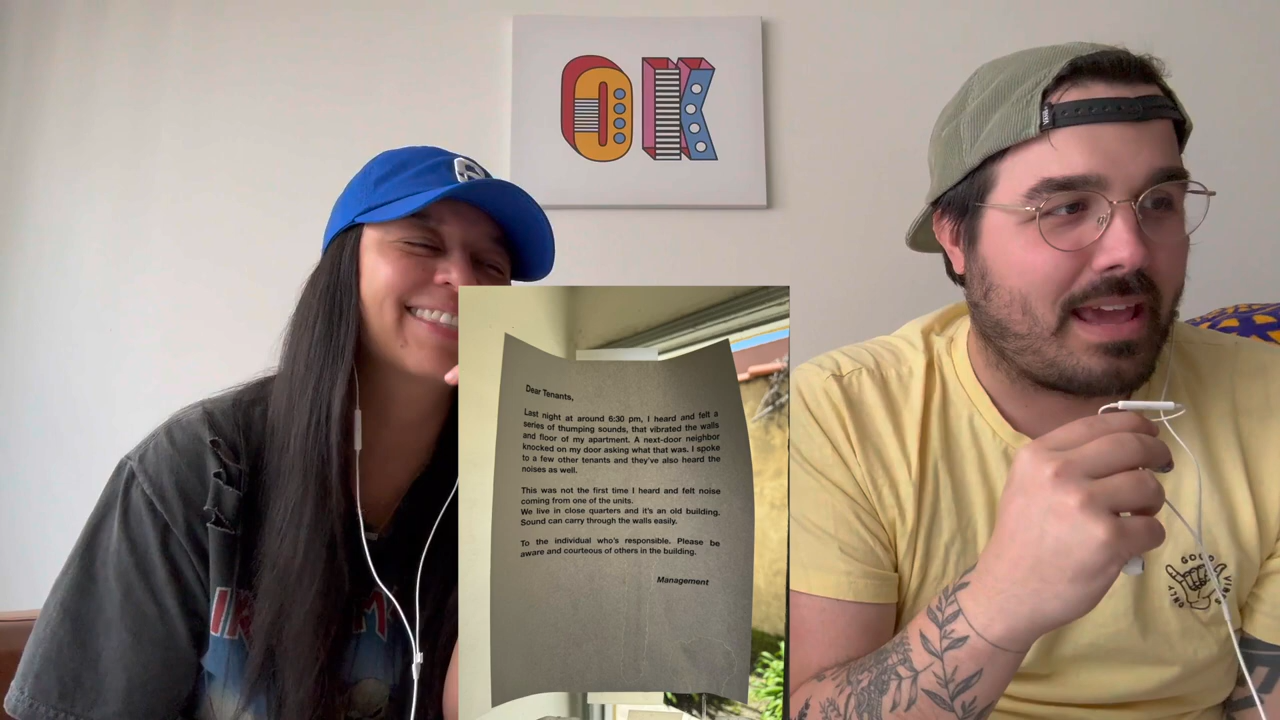 OK
Dear Tenants,
Last night at around 6:30 pm, I heard and felt a
series of thumping sounds, that vibrated the walls
and floor of my apartment. A next-door neighbor
knocked on my door asking what that was. I spoke
to a few other tenants and they've also heard the
noises as well.
This was not the first time I heard and felt noise
coming from one of the units.
We live in close quarters and it's an old building.
Sound can carry through the walls easily.
To the individual who's responsible. Please be
aware and courteous of others in the building.
Management
GOOD
VIBES
ONLY